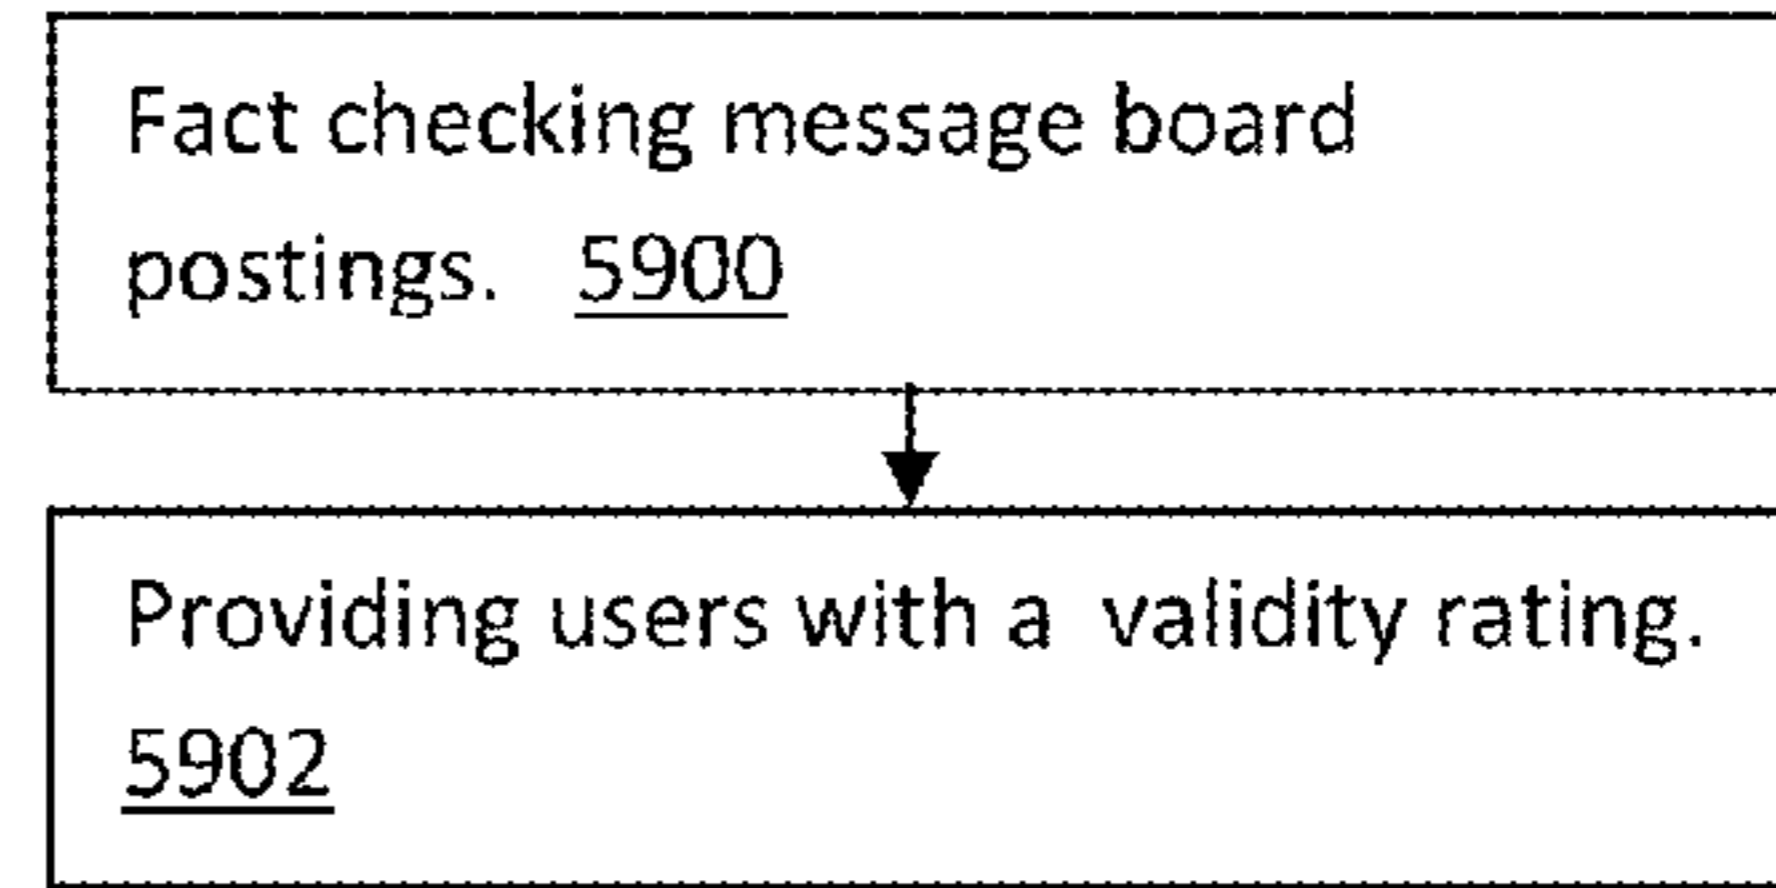 Fact checking message board
postings. 5900
Providing users with a validity rating.
5902